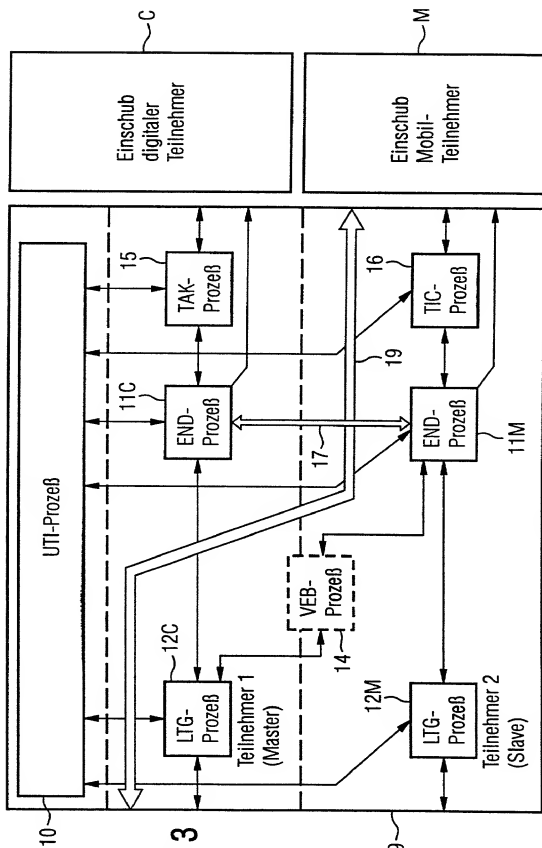 C
M
Einschub
digitaler
Teilnehmer
Einschub
Mobil-
Teilnehmer
15
TAK-
Prozeß
16
TIC-
Prozeß
11C
END-
Prozeß
19
END-
Prozeß
11M
17
UTI-Prozeß
VEB-
Prozeß
14
12C
LTG-
Prozeß
Teilnehmer 1
(Master)
12M
LTG-
Prozeß
Teilnehmer 2
(Slave)
10
3
9